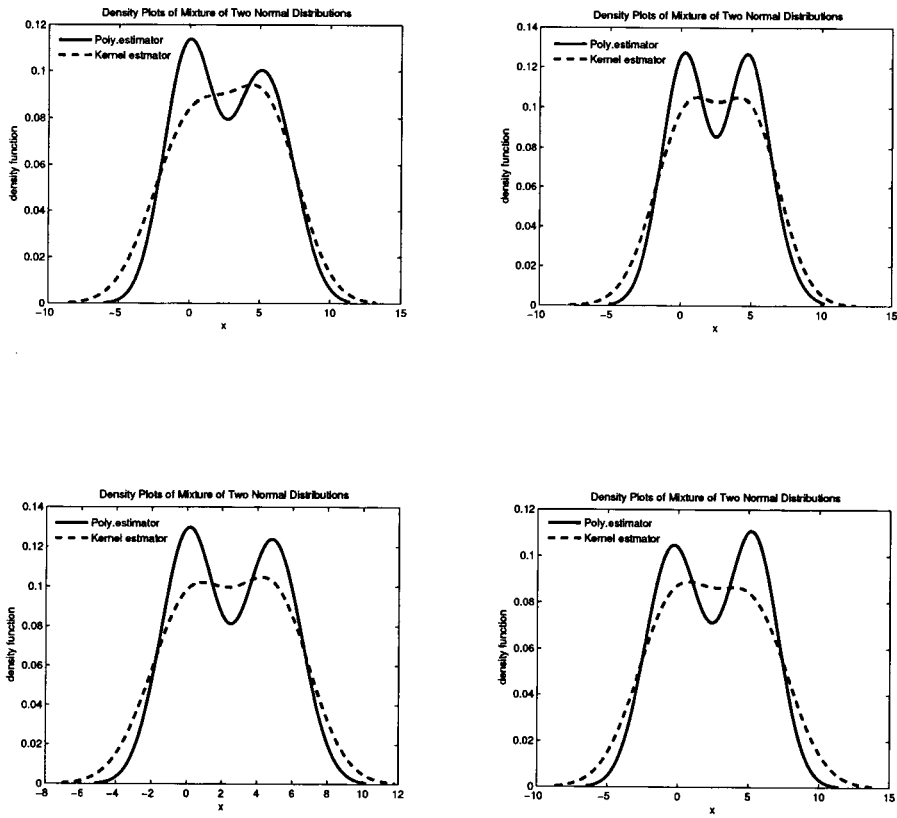 Density Plots of Mixture of Two Normal Distributions
0.12
0.1
0.08
0.06
0.04
0.02
0
density function
Poly.estimator
Kernel estmator
-10 -5 0 5 10 15
x
Density Plots of Mixture of Two Normal Distributions
0.14
0.12
0.1
0.08
0.06
0.04
0.02
0
density function
Poly.estimator
Kernel estmator
-10 -5 0 5 10 15
x
Density Plots of Mixture of Two Normal Distributions
0.14
0.12
0.1
0.08
0.06
0.04
0.02
0
density function
Poly.estimator
Kernel estmator
-8 -6 -4 -2 0 2 4 6 8 10 12
x
Density Plots of Mixture of Two Normal Distributions
0.12
0.1
0.08
0.06
0.04
0.02
0
density function
Poly.estimator
Kernel estmator
-10 -5 0 5 10 15
x